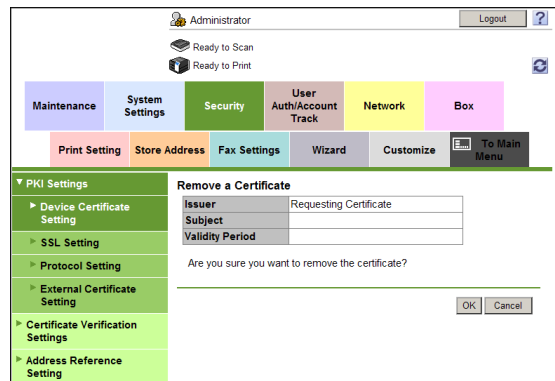 Administrator
Logout
?
Ready to Scan
Ready to Print
Maintenance
System
Settings
Security
User
Auth/Account
Track
Network
Box
Print Setting
Store Address
Fax Settings
Wizard
Customize
To Main
Menu
PKI Settings
Device Certificate
Setting
SSL Setting
Protocol Setting
External Certificate
Setting
Certificate Verification
Settings
Address Reference
Setting
Remove a Certificate
Issuer Requesting Certificate
Subject
Validity Period
Are you sure you want to remove the certificate?
OK Cancel